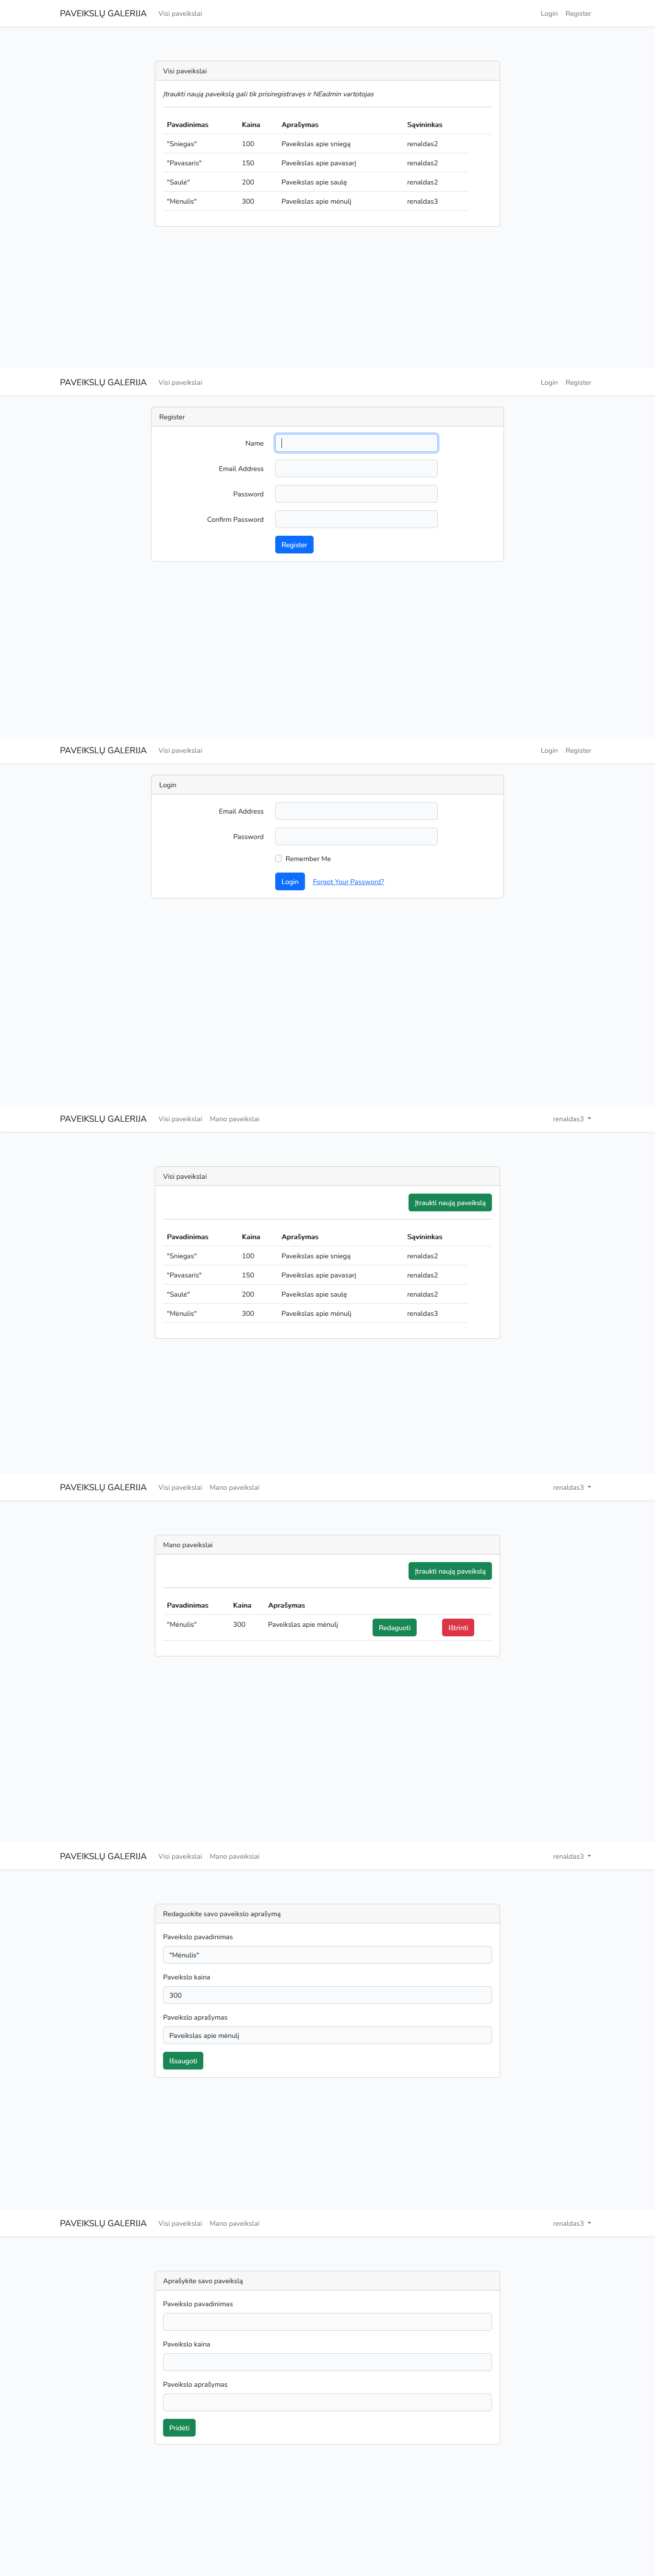 PAVEIKSLŲ GALERIJA Visi paveikslai Login Register
Visi paveikslai
Įtraukti naują paveikslą gali tik prisiregistravęs ir NEadmin vartotojas
Pavadinimas Kaina Aprašymas Sąvininkas
"Sniegas" 100 Paveikslas apie sniegą renaldas2
"Pavasaris" 150 Paveikslas apie pavasarį renaldas2
"Saulė" 200 Paveikslas apie saulę renaldas2
"Mėnulis" 300 Paveikslas apie mėnulį renaldas3
PAVEIKSLŲ GALERIJA Visi paveikslai Login Register
Register
Name
Email Address
Password
Confirm Password
Register
PAVEIKSLŲ GALERIJA Visi paveikslai Login Register
Login
Email Address
Password
Remember Me
Login Forgot Your Password?
PAVEIKSLŲ GALERIJA Visi paveikslai Mano paveikslai renaldas3
Visi paveikslai
Įtraukti naują paveikslą
Pavadinimas Kaina Aprašymas Sąvininkas
"Sniegas" 100 Paveikslas apie sniegą renaldas2
"Pavasaris" 150 Paveikslas apie pavasarį renaldas2
"Saulė" 200 Paveikslas apie saulę renaldas2
"Mėnulis" 300 Paveikslas apie mėnulį renaldas3
PAVEIKSLŲ GALERIJA Visi paveikslai Mano paveikslai renaldas3
Mano paveikslai
Įtraukti naują paveikslą
Pavadinimas Kaina Aprašymas
"Mėnulis" 300 Paveikslas apie mėnulį Redaguoti Ištrinti
PAVEIKSLŲ GALERIJA Visi paveikslai Mano paveikslai renaldas3
Redaguokite savo paveikslo aprašymą
Paveikslo pavadinimas
"Mėnulis"
Paveikslo kaina
300
Paveikslo aprašymas
Paveikslas apie mėnulį
Išsaugoti
PAVEIKSLŲ GALERIJA Visi paveikslai Mano paveikslai renaldas3
Aprašykite savo paveikslą
Paveikslo pavadinimas
Paveikslo kaina
Paveikslo aprašymas
Pridėti